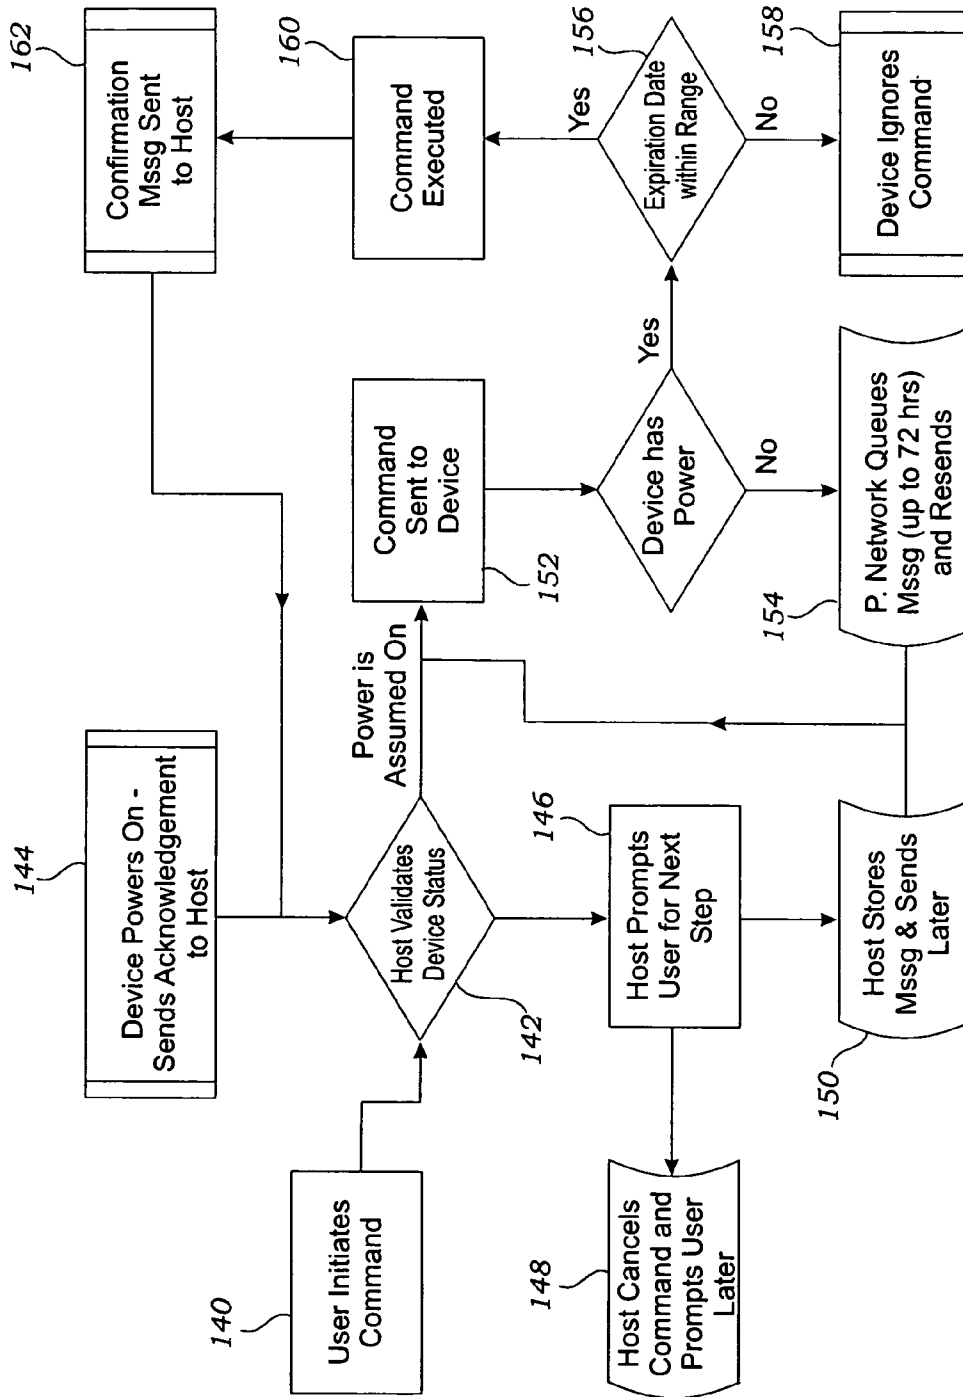 144
Device Powers On -
Sends Acknowledgement
to Host
162
Confirmation
Mssg Sent
to Host
140
User Initiates
Command
Host Validates
Device Status
142
Power is
Assumed On
Command
Sent to
Device
152
160
Command
Executed
148
Host Cancels
Command and
Prompts User
Later
146
Host Prompts
User for Next
Step
Device has
Power
Yes
No
156
Expiration Date
within Range
Yes
No
150
Host Stores
Mssg & Sends
Later
154
P. Network Queues
Mssg (up to 72 hrs)
and Resends
158
Device Ignores
Command